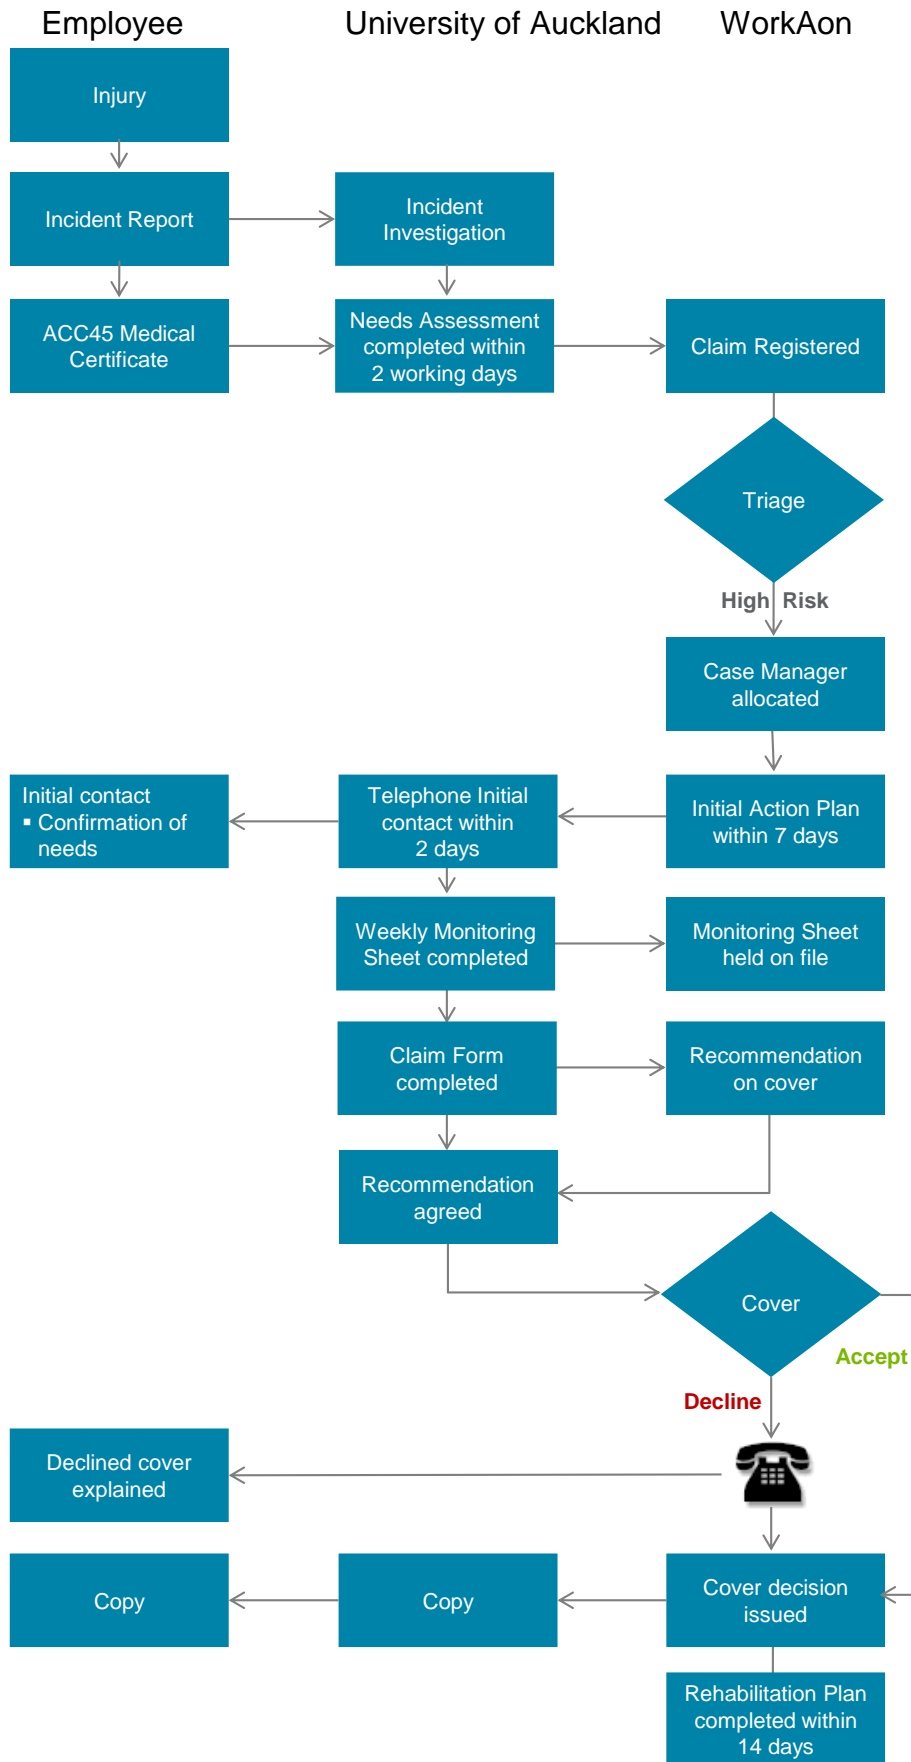 Employee
University of Auckland
WorkAon
Injury
Incident Report
Incident
Investigation
ACC45 Medical
Certificate
Needs Assessment
completed within
2 working days
Claim Registered
Triage
High Risk
Case Manager
allocated
Initial contact
▪ Confirmation of
needs
Telephone Initial
contact within
2 days
Initial Action Plan
within 7 days
Weekly Monitoring
Sheet completed
Monitoring Sheet
held on file
Claim Form
completed
Recommendation
on cover
Recommendation
agreed
Cover
Accept
Decline
Declined cover
explained
Copy
Copy
Cover decision
issued
Rehabilitation Plan
completed within
14 days